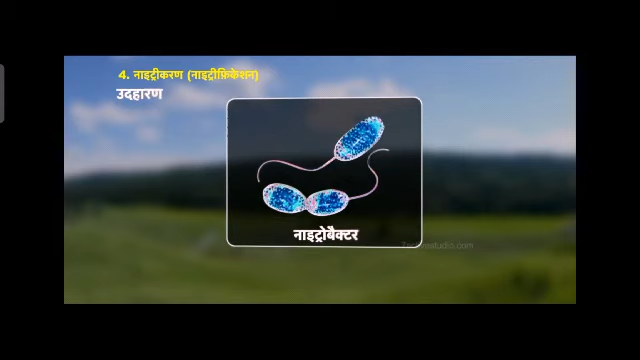 4. नाइट्रीकरण (नाइट्रीफ़िकेशन)
उदहारण
नाइट्रोबैक्टर